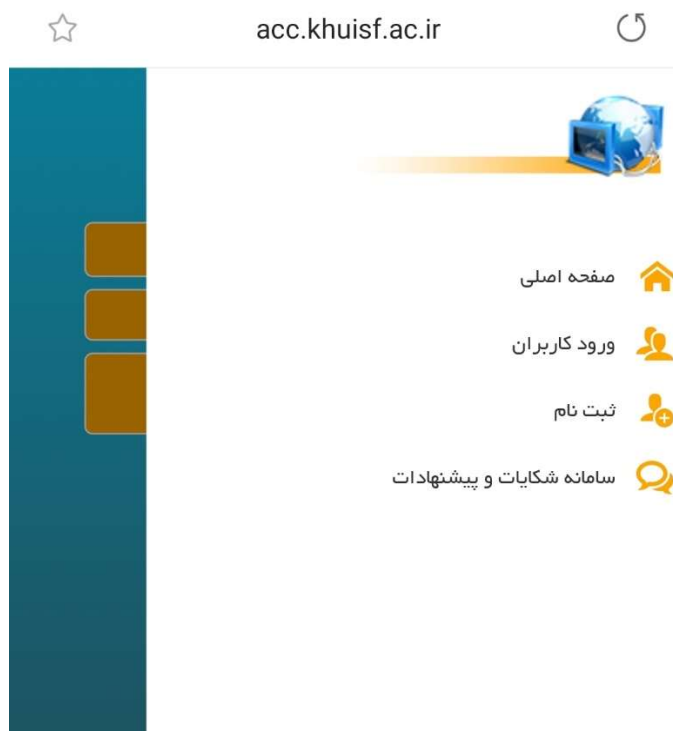 acc.khuisf.ac.ir
صفحه اصلی
ورود کاربران
ثبت نام
سامانه شکایات و پیشنهادات